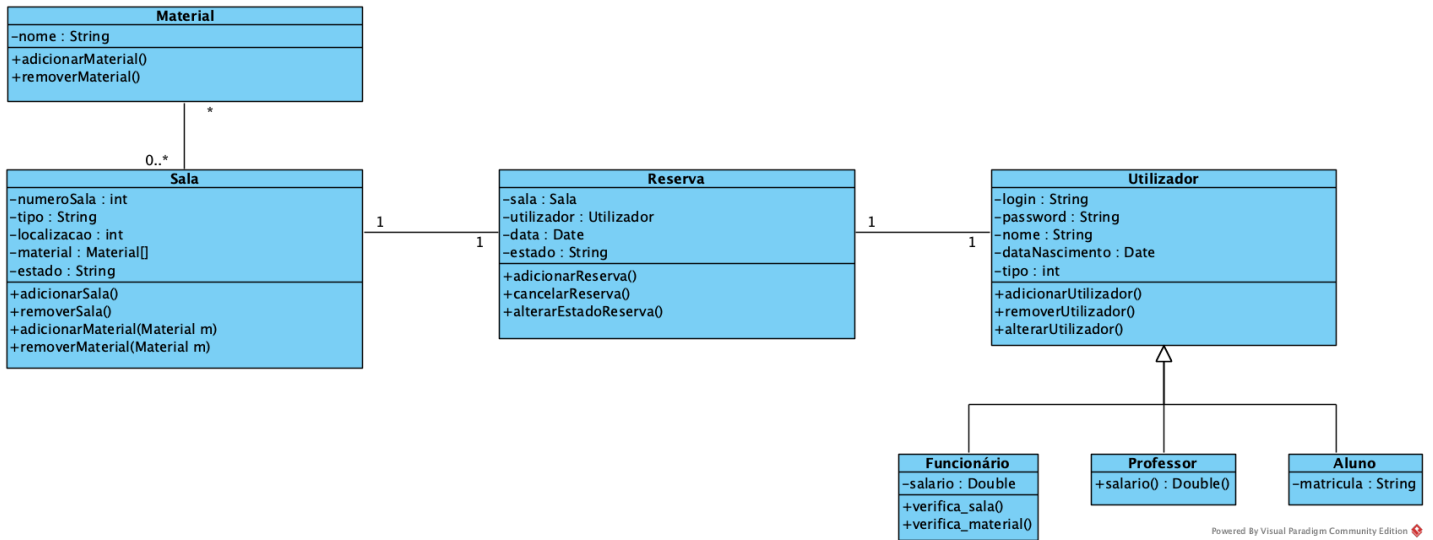 Material
-nome : String
+adicionarMaterial()
+removerMaterial()
*
0..*
Sala
-numeroSala : int
-tipo : String
-localizacao : int
-material : Material[]
-estado : String
+adicionarSala()
+removerSala()
+adicionarMaterial(Material m)
+removerMaterial(Material m)
1
1
Reserva
-sala : Sala
-utilizador : Utilizador
-data : Date
-estado : String
+adicionarReserva()
+cancelarReserva()
+alterarEstadoReserva()
1
1
Utilizador
-login : String
-password : String
-nome : String
-dataNascimento : Date
-tipo : int
+adicionarUtilizador()
+removerUtilizador()
+alterarUtilizador()
Funcionário
-salario : Double
+verifica_sala()
+verifica_material()
Professor
+salario() : Double()
Aluno
-matricula : String
Powered By Visual Paradigm Community Edition